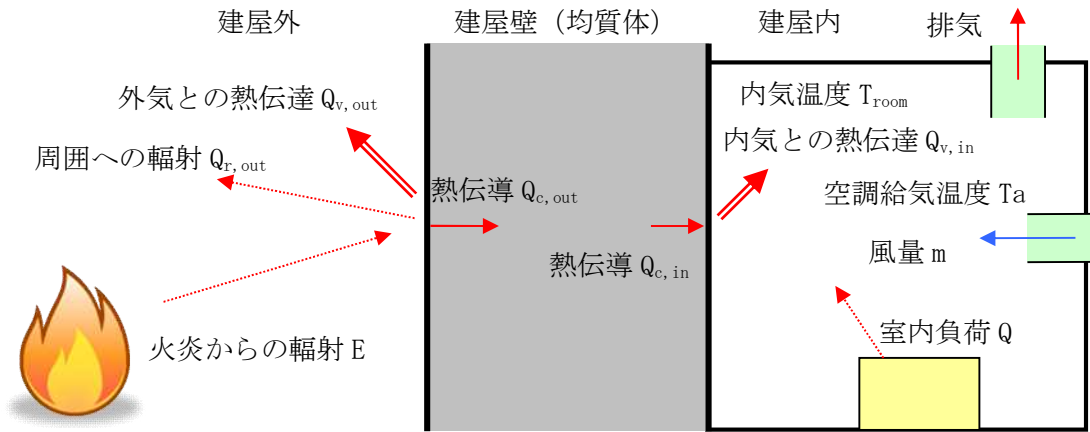 建屋外
建屋壁（均質体）
建屋内
排気
外気との熱伝達 Qv,out
周囲への輻射 Qr,out
熱伝導 Qc,out
熱伝導 Qc,in
火炎からの輻射 E
内気温度 Troom
内気との熱伝達 Qv,in
空調給気温度 Ta
風量 m
室内負荷 Q